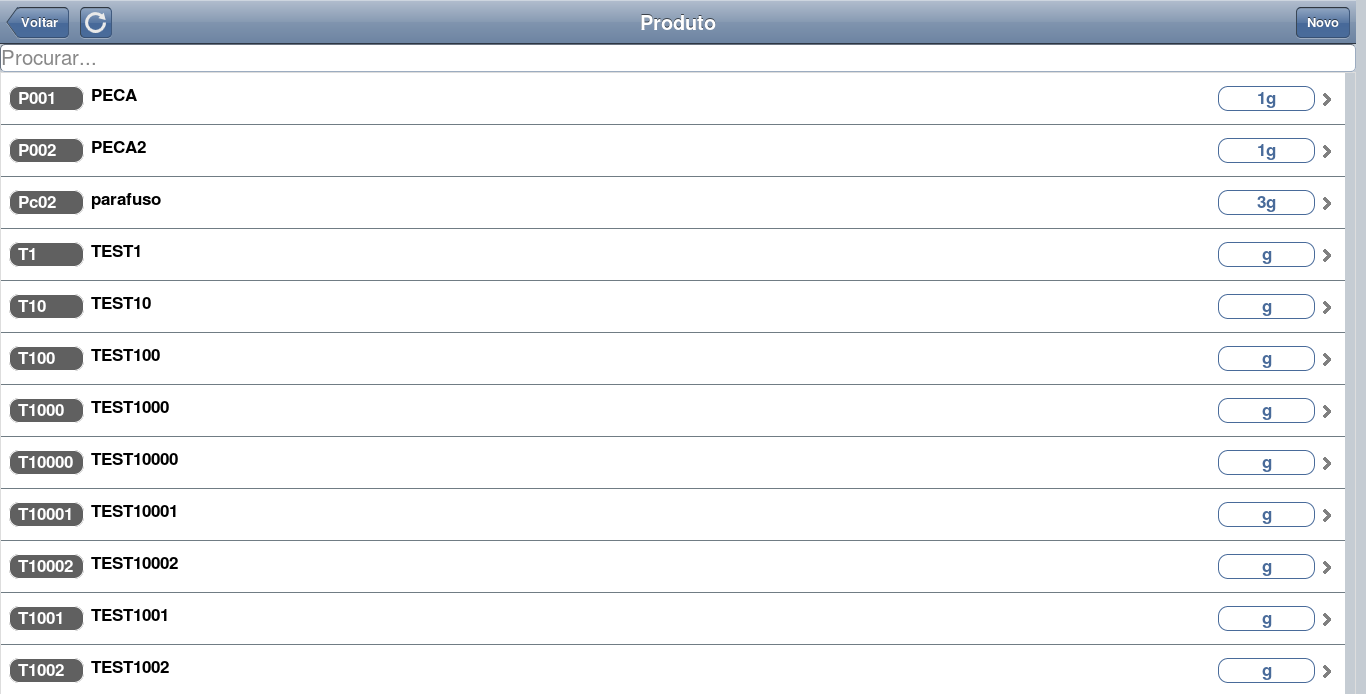 Voltar Produto Novo
Procurar...
P001 PECA 1g
P002 PECA2 1g
Pc02 parafuso 3g
T1 TEST1 g
T10 TEST10 g
T100 TEST100 g
T1000 TEST1000 g
T10000 TEST10000 g
T10001 TEST10001 g
T10002 TEST10002 g
T1001 TEST1001 g
T1002 TEST1002 g